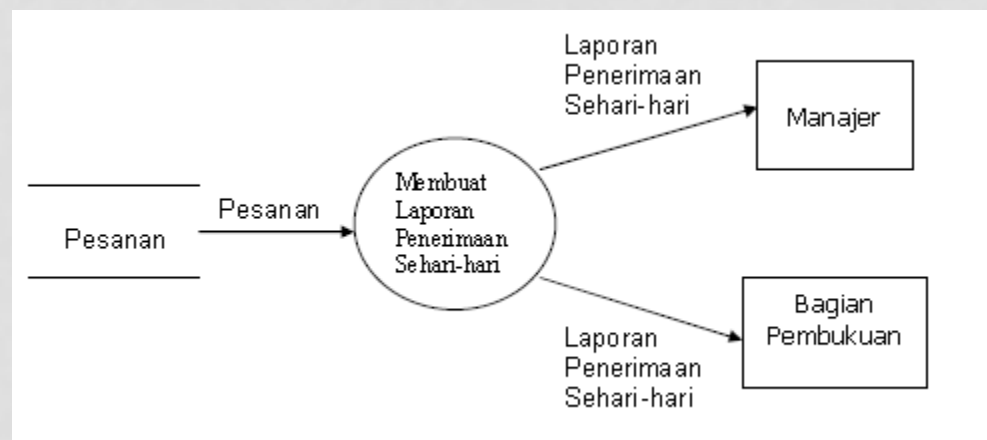 Pesanan
Pesanan
Membuat
Laporan
Penerimaan
Sehari-hari
Laporan
Penerimaan
Sehari-hari
Manajer
Laporan
Penerimaan
Sehari-hari
Bagian
Pembukuan